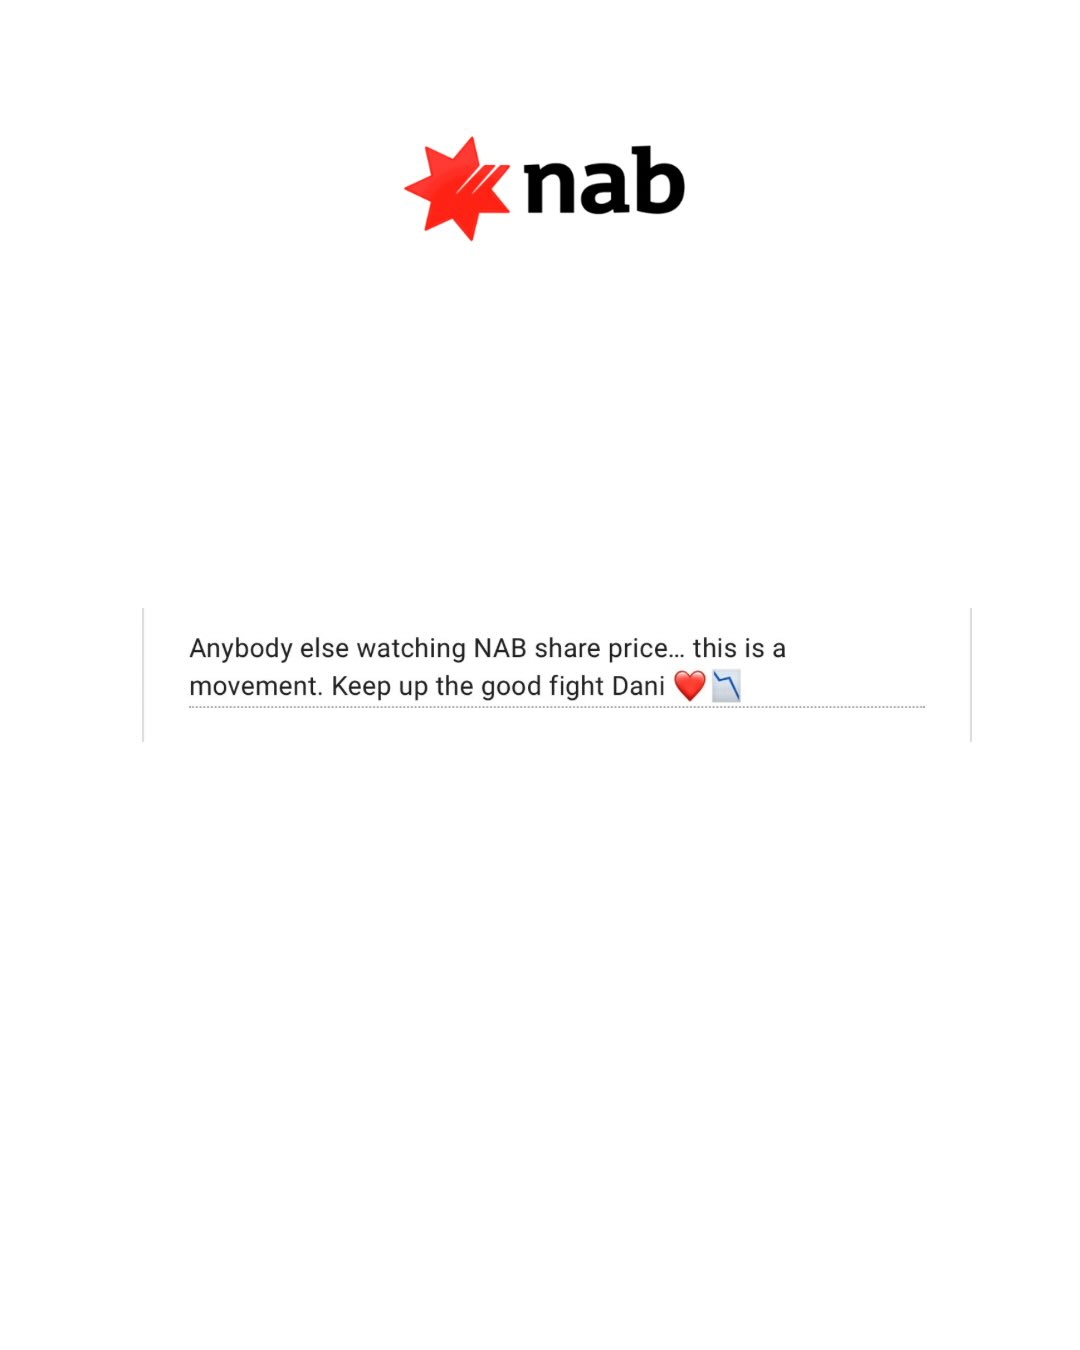 nab
Anybody else watching NAB share price… this is a
movement. Keep up the good fight Dani ❤️📉